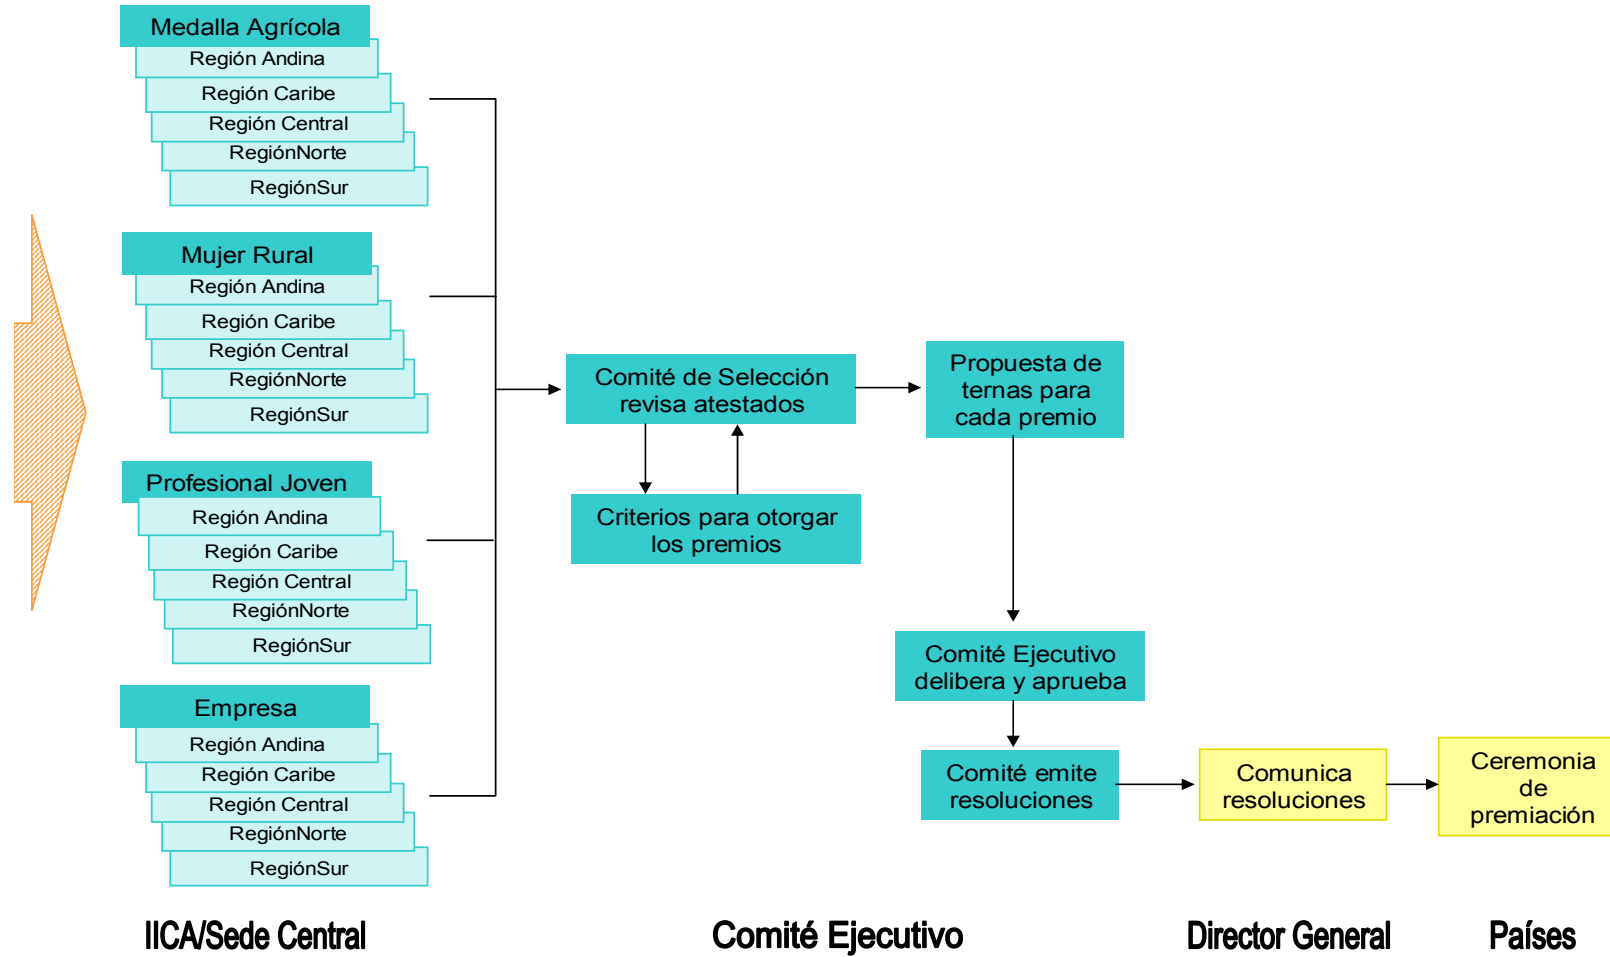 Medalla Agrícola
Región Andina
Región Caribe
Región Central
RegiónNorte
RegiónSur
Mujer Rural
Región Andina
Región Caribe
Región Central
RegiónNorte
RegiónSur
Profesional Joven
Región Andina
Región Caribe
Región Central
RegiónNorte
RegiónSur
Empresa
Región Andina
Región Caribe
Región Central
RegiónNorte
RegiónSur
Comité de Selección
revisa atestados
Criterios para otorgar
los premios
Propuesta de
ternas para
cada premio
Comité Ejecutivo
delibera y aprueba
Comité emite
resoluciones
Comunica
resoluciones
Ceremonia
de
premiación
IICA/Sede Central
Comité Ejecutivo
Director General
Países